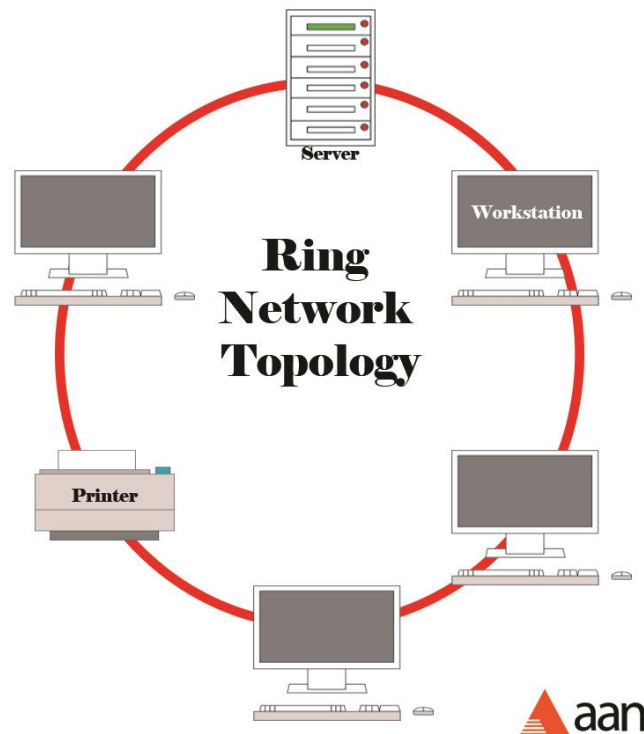 Server
Workstation
Ring
Network
Topology
Printer
aan